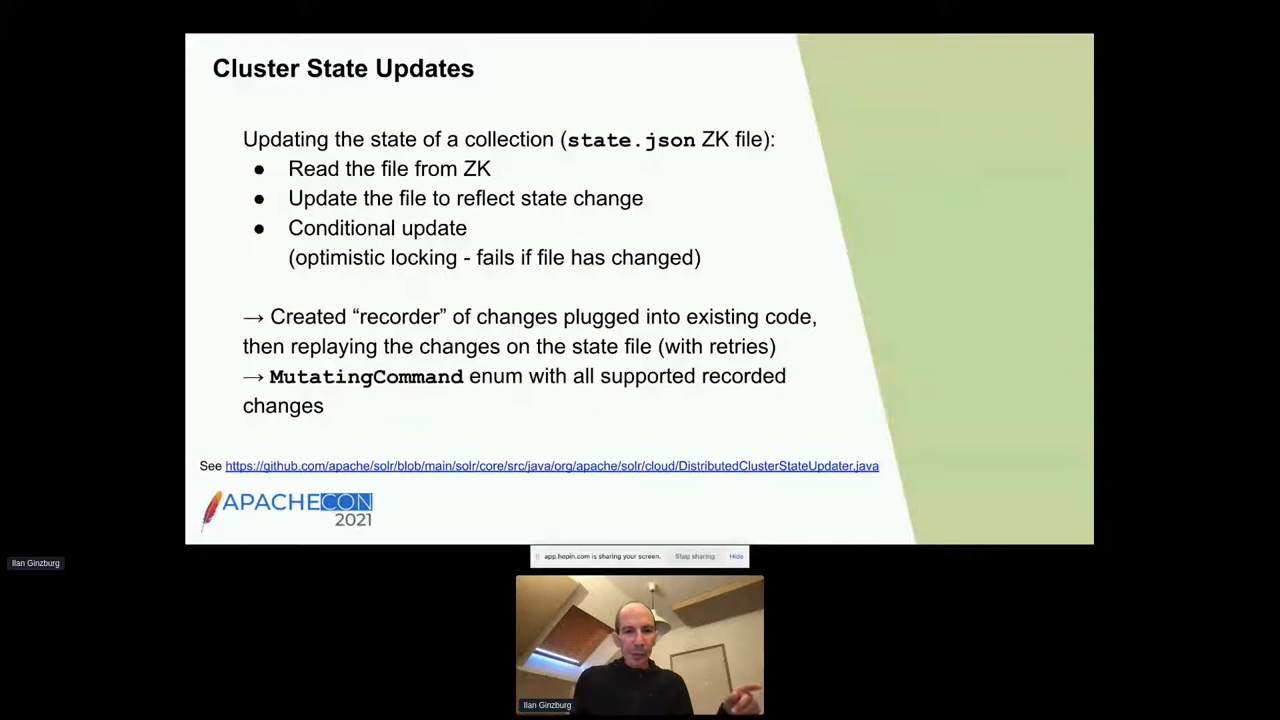 Cluster State Updates
Updating the state of a collection (state.json ZK file):
● Read the file from ZK
● Update the file to reflect state change
● Conditional update
(optimistic locking - fails if file has changed)
→ Created “recorder” of changes plugged into existing code,
then replaying the changes on the state file (with retries)
→ MutatingCommand enum with all supported recorded
changes
See https://github.com/apache/solr/blob/main/solr/core/src/java/org/apache/solr/cloud/DistributedClusterStateUpdater.java
APACHECON
2021
app.hopin.com is sharing your screen. Stop sharing Hide
Ilan Ginzburg
Ilan Ginzburg